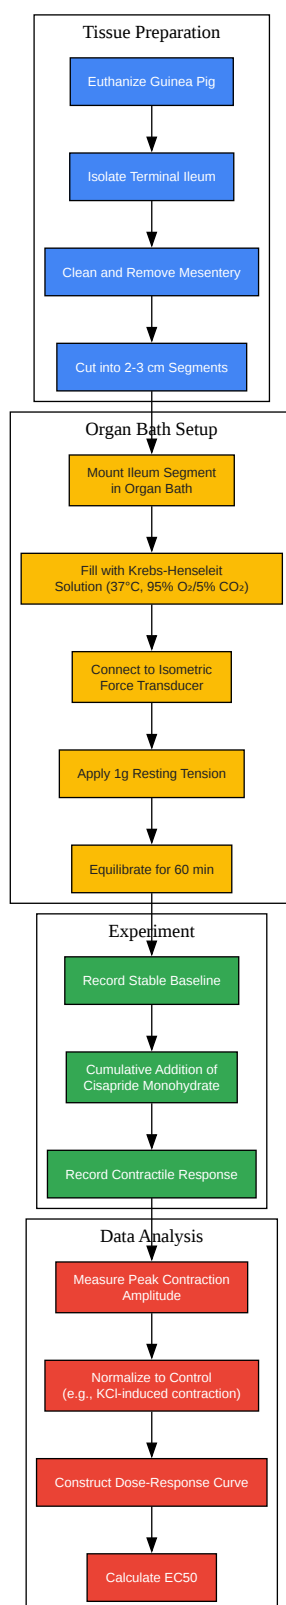 Tissue Preparation
Euthanize Guinea Pig
Isolate Terminal Ileum
Clean and Remove Mesentery
Cut into 2-3 cm Segments
Organ Bath Setup
Mount Ileum Segment
in Organ Bath
Fill with Krebs-Henseleit
Solution (37°C, 95% O₂/5% CO₂)
Connect to Isometric
Force Transducer
Apply 1g Resting Tension
Equilibrate for 60 min
Experiment
Record Stable Baseline
Cumulative Addition of
Cisapride Monohydrate
Record Contractile Response
Data Analysis
Measure Peak Contraction
Amplitude
Normalize to Control
(e.g., KCl-induced contraction)
Construct Dose-Response Curve
Calculate EC50